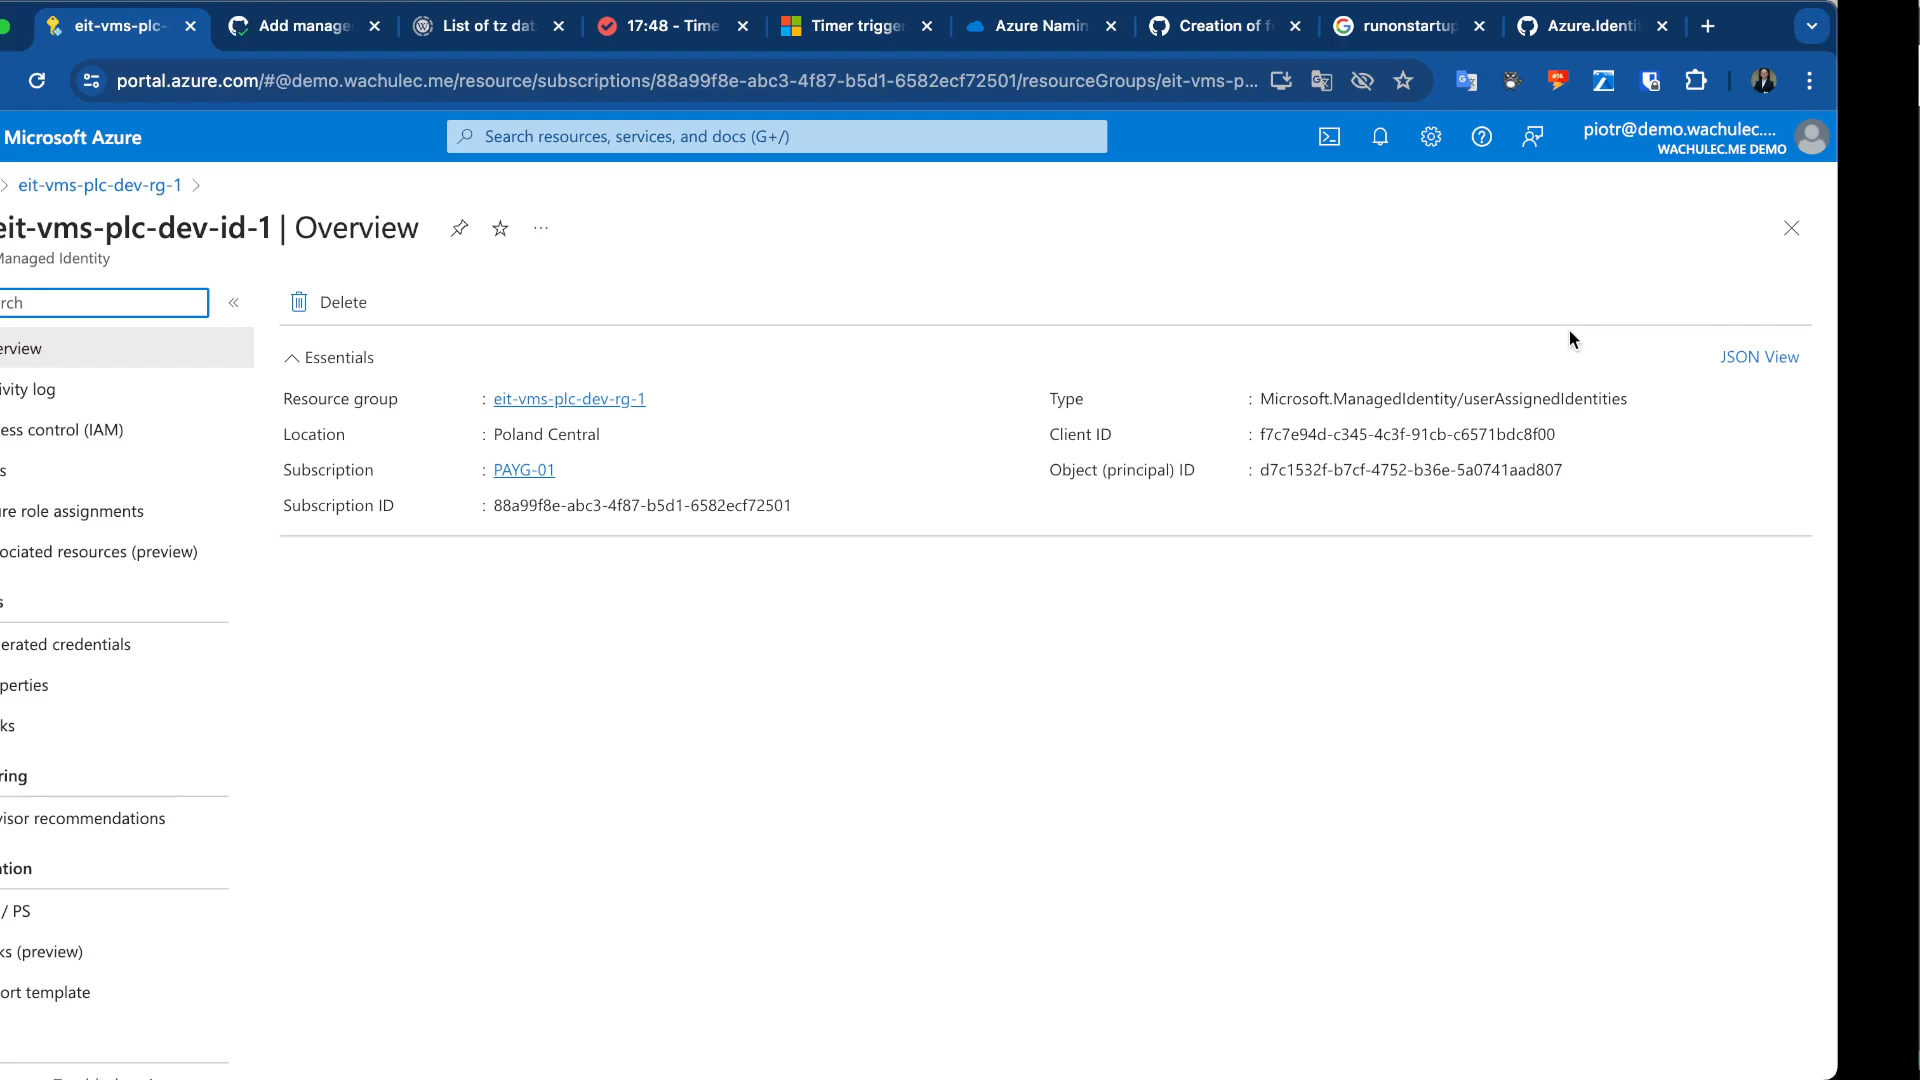 eit-vms-plc-
Add manage
List of tz dat
17:48 - Time
Timer trigger
Azure Namin
Creation of f
runonstartup
Azure.Identi
portal.azure.com/#@demo.wachulec.me/resource/subscriptions/88a99f8e-abc3-4f87-b5d1-6582ecf72501/resourceGroups/eit-vms-p...
Microsoft Azure
Search resources, services, and docs (G+/)
piotr@demo.wachulec....
WACHULEC.ME DEMO
eit-vms-plc-dev-rg-1
eit-vms-plc-dev-id-1 | Overview
Managed Identity
rch
Delete
erview
ivity log
ess control (IAM)
s
re role assignments
ociated resources (preview)
s
erated credentials
perties
ks
ring
visor recommendations
ation
/ PS
ks (preview)
ort template
Essentials
JSON View
Resource group : eit-vms-plc-dev-rg-1
Location : Poland Central
Subscription : PAYG-01
Subscription ID : 88a99f8e-abc3-4f87-b5d1-6582ecf72501
Type : Microsoft.ManagedIdentity/userAssignedIdentities
Client ID : f7c7e94d-c345-4c3f-91cb-c6571bdc8f00
Object (principal) ID : d7c1532f-b7cf-4752-b36e-5a0741aad807